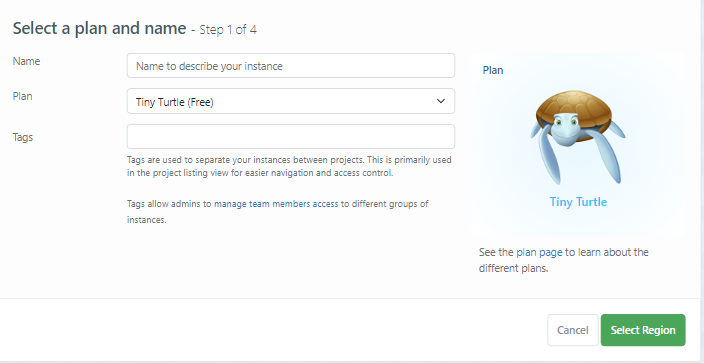 Select a plan and name - Step 1 of 4
Name
Name to describe your instance
Plan
Tiny Turtle (Free)
Tags
Tags are used to separate your instances between projects. This is primarily used
in the project listing view for easier navigation and access control.
Tags allow admins to manage team members access to different groups of
instances.
Plan
Tiny Turtle
See the plan page to learn about the
different plans.
Cancel
Select Region